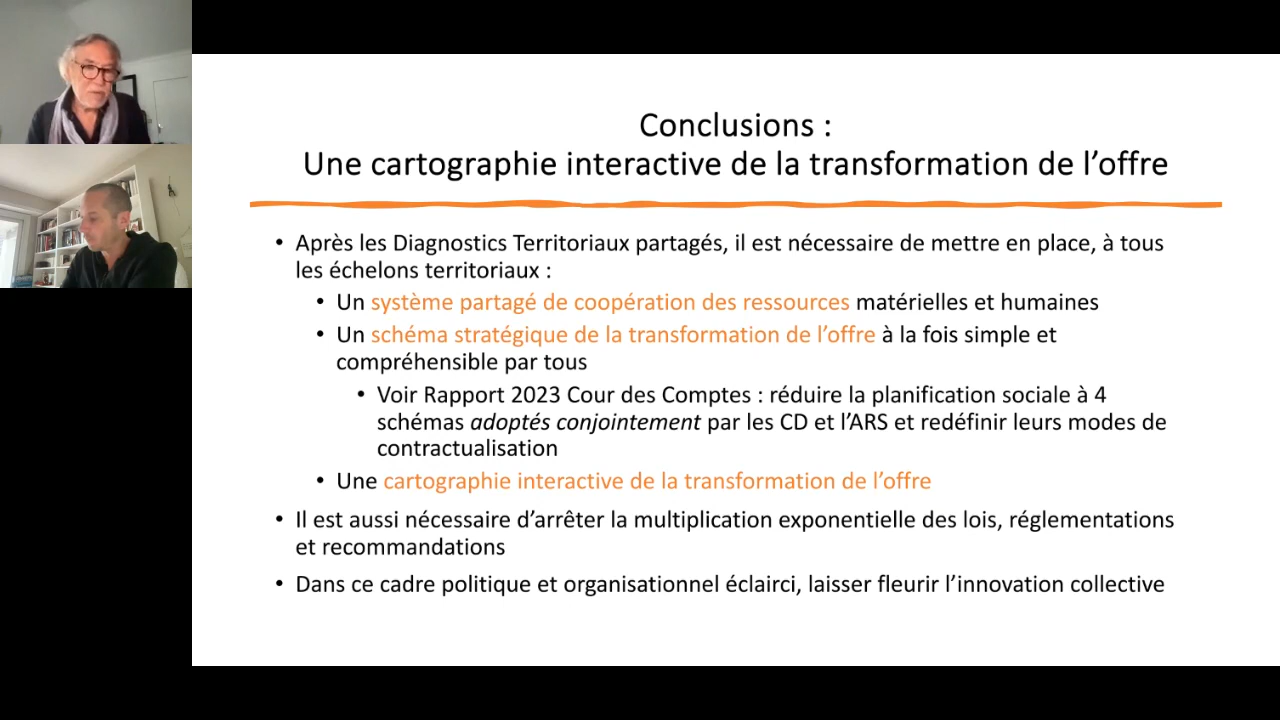 Conclusions :
Une cartographie interactive de la transformation de l’offre
• Après les Diagnostics Territoriaux partagés, il est nécessaire de mettre en place, à tous
les échelons territoriaux :
• Un système partagé de coopération des ressources matérielles et humaines
• Un schéma stratégique de la transformation de l’offre à la fois simple et
compréhensible par tous
• Voir Rapport 2023 Cour des Comptes : réduire la planification sociale à 4
schémas adoptés conjointement par les CD et l’ARS et redéfinir leurs modes de
contractualisation
• Une cartographie interactive de la transformation de l’offre
• Il est aussi nécessaire d’arrêter la multiplication exponentielle des lois, réglementations
et recommandations
• Dans ce cadre politique et organisationnel éclairci, laisser fleurir l’innovation collective